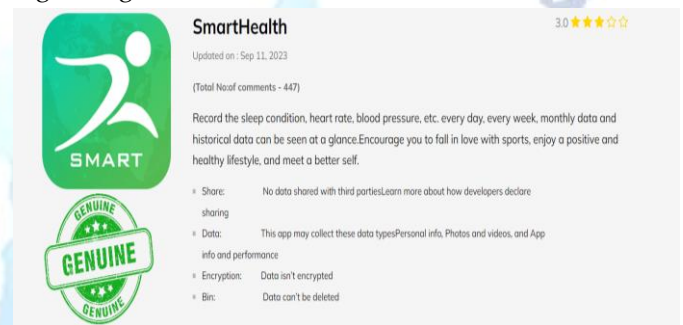 SmartHealth
3.0
Updated on : Sep 11, 2023
(Total No:of comments - 447)
Record the sleep condition, heart rate, blood pressure, etc. every day, every week, monthly data and
historical data can be seen at a glance.Encourage you to fall in love with sports, enjoy a positive and
healthy lifestyle, and meet a better self.
SMART
Share: No data shared with third partiesLearn more about how developers declare
sharing
Data: This app may collect these data typesPersonal info, Photos and videos, and App
info and performance
Encryption: Data isn't encrypted
Bin: Data can't be deleted
GENUINE
GENUINE
GENUINE